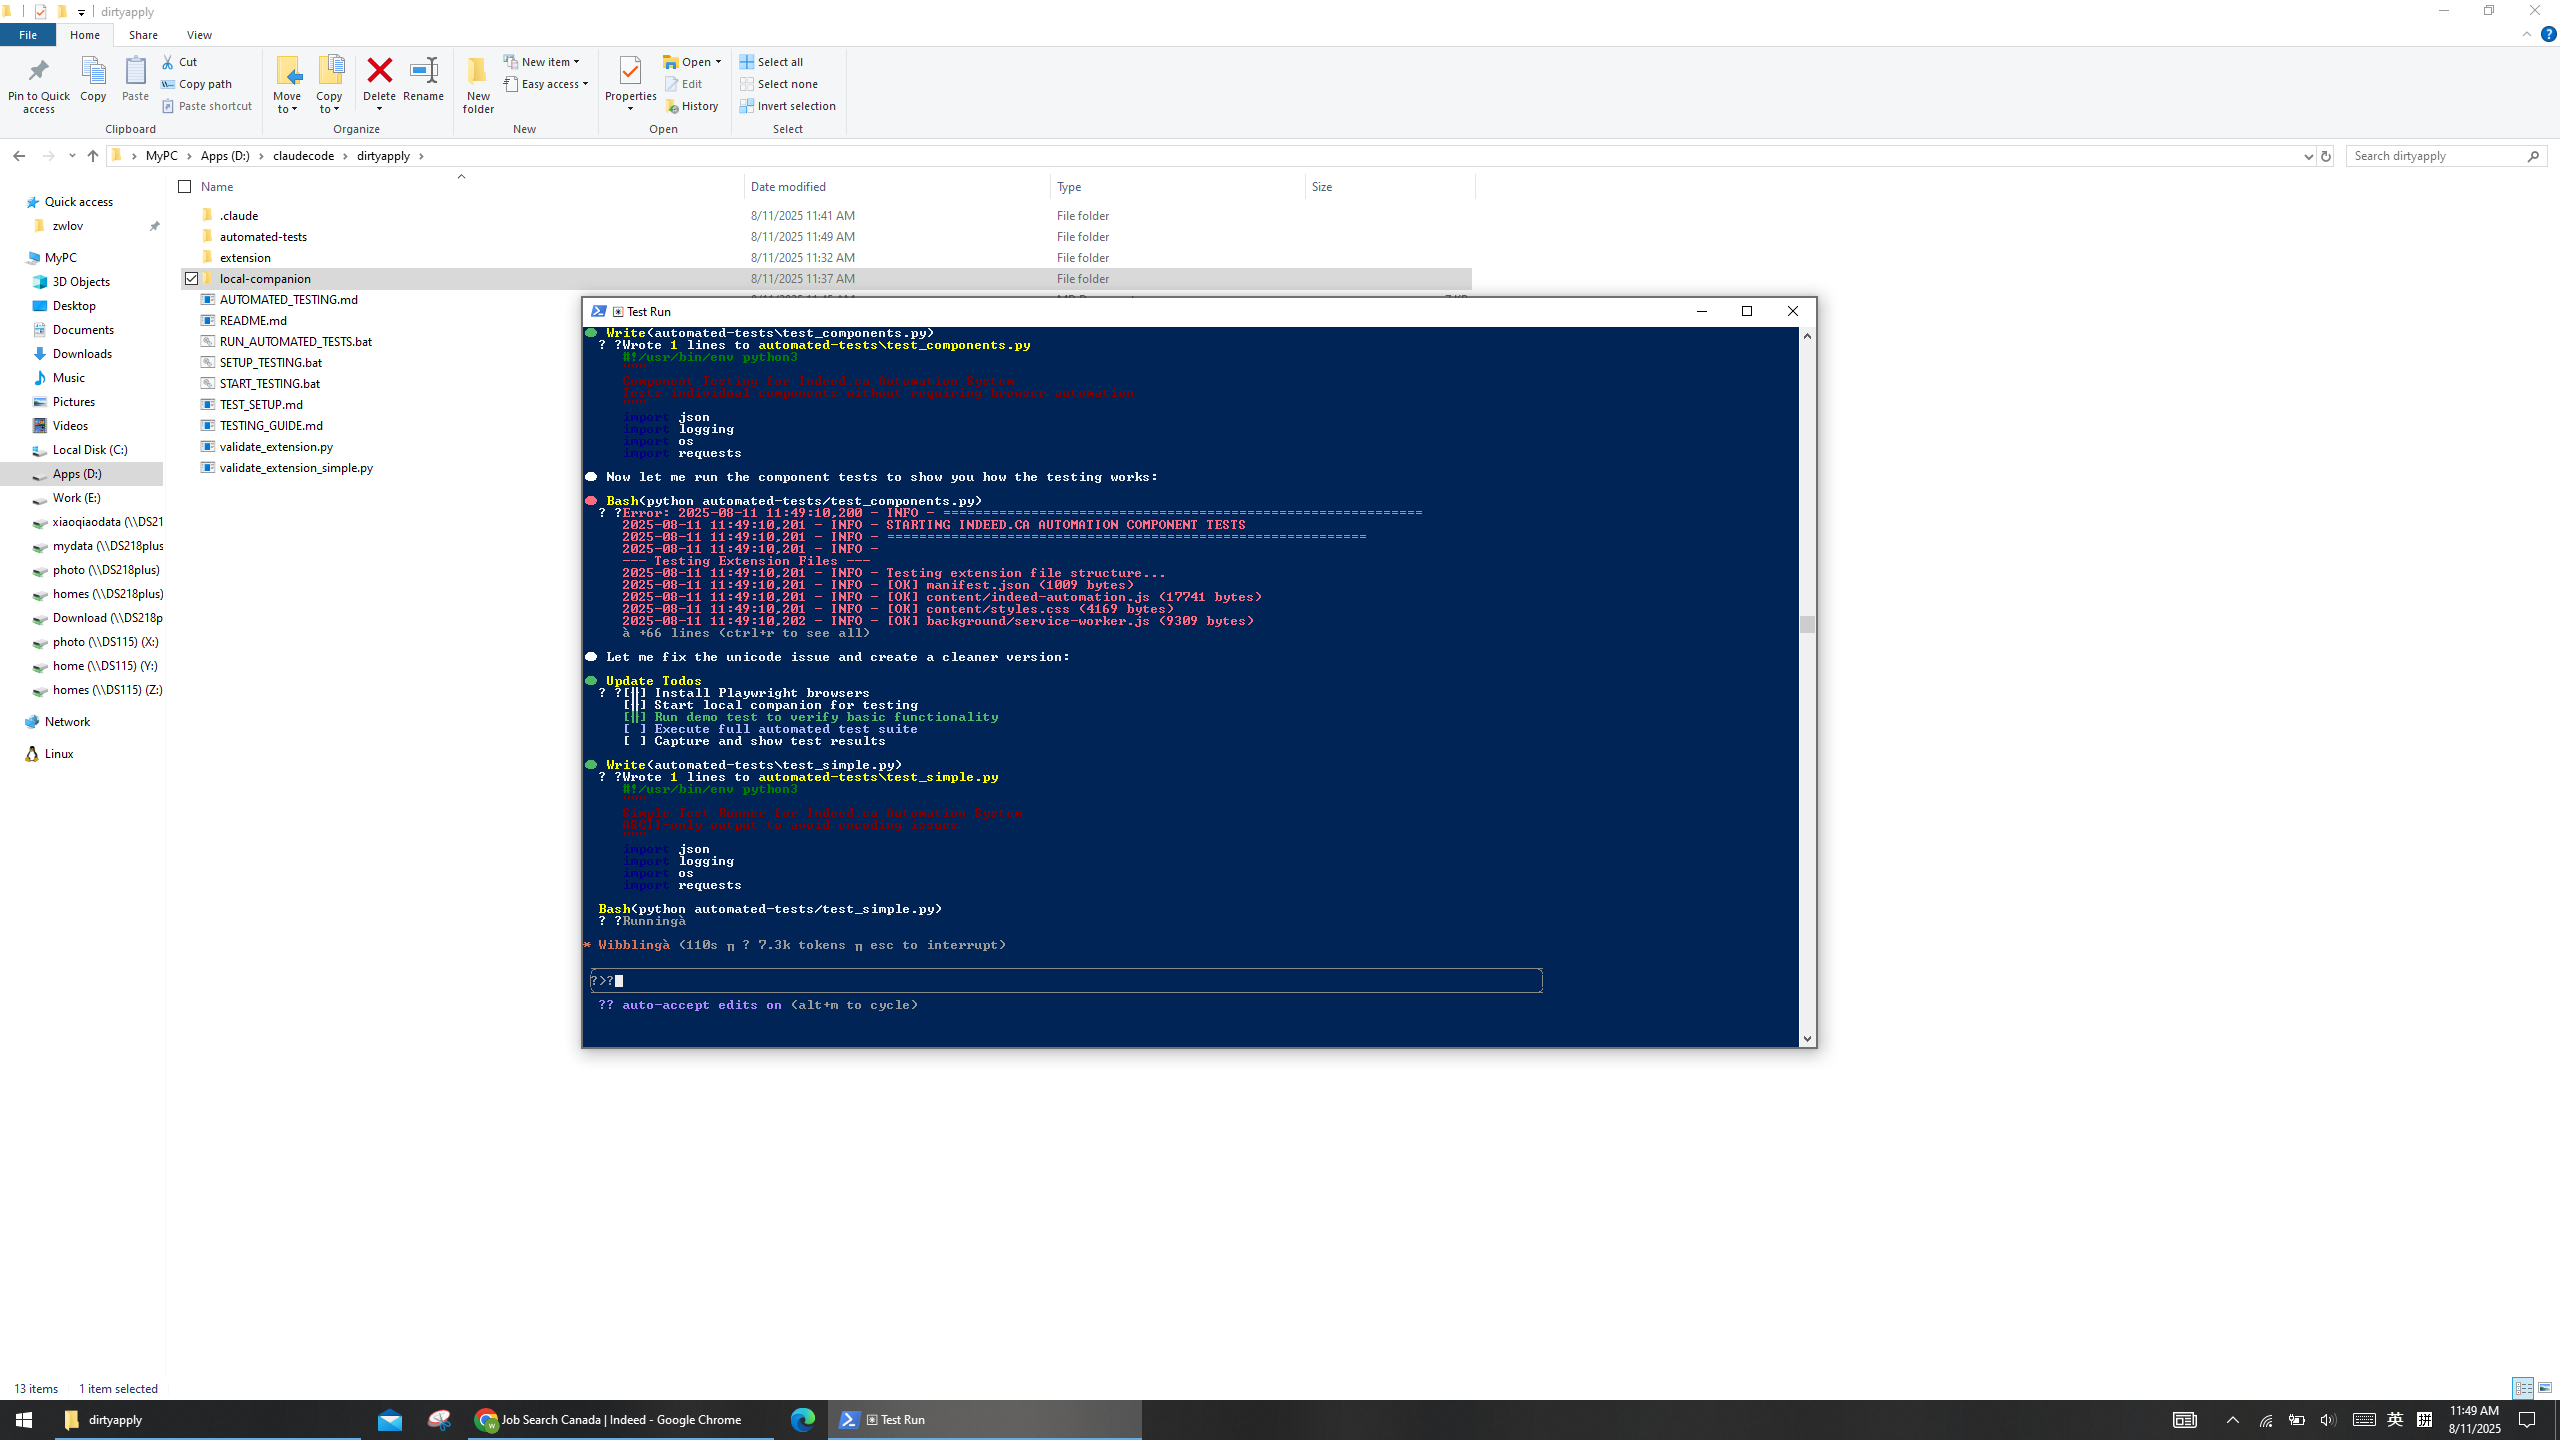 dirtyapply
File
Home
Share
View
Pin to Quick access
Copy
Paste
Cut
Copy path
Paste shortcut
Clipboard
Move to
Copy to
Delete
Rename
Organize
New folder
New item
Easy access
New
Properties
Open
Edit
History
Open
Select all
Select none
Invert selection
Select
MyPC > Apps (D:) > claudecode > dirtyapply >
Search dirtyapply
Name Date modified Type Size
Quick access
zwlov
MyPC
3D Objects
Desktop
Documents
Downloads
Music
Pictures
Videos
Local Disk (C:)
Apps (D:)
Work (E:)
xiaoqiaodata (\\DS21
mydata (\\DS218plus
photo (\\DS218plus)
homes (\\DS218plus)
Download (\\DS218p
photo (\\DS115) (X:)
home (\\DS115) (Y:)
homes (\\DS115) (Z:)
Network
Linux
.claude 8/11/2025 11:41 AM File folder
automated-tests 8/11/2025 11:49 AM File folder
extension 8/11/2025 11:32 AM File folder
local-companion 8/11/2025 11:37 AM File folder
AUTOMATED_TESTING.md
README.md
RUN_AUTOMATED_TESTS.bat
SETUP_TESTING.bat
START_TESTING.bat
TEST_SETUP.md
TESTING_GUIDE.md
validate_extension.py
validate_extension_simple.py
Test Run
Write(automated-tests\test_components.py)
? ?Wrote 1 lines to automated-tests\test_components.py
#!/usr/bin/env python3
"""
Component Testing for Indeed.ca Automation System
Tests individual components without requiring browser automation
"""
import json
import logging
import os
import requests
Now let me run the component tests to show you how the testing works:
Bash(python automated-tests/test_components.py)
? ?Error: 2025-08-11 11:49:10,200 - INFO - ============================================================
2025-08-11 11:49:10,201 - INFO - STARTING INDEED.CA AUTOMATION COMPONENT TESTS
2025-08-11 11:49:10,201 - INFO - ============================================================
2025-08-11 11:49:10,201 - INFO -
--- Testing Extension Files ---
2025-08-11 11:49:10,201 - INFO - Testing extension file structure...
2025-08-11 11:49:10,201 - INFO - [OK] manifest.json (1009 bytes)
2025-08-11 11:49:10,201 - INFO - [OK] content/indeed-automation.js (17741 bytes)
2025-08-11 11:49:10,201 - INFO - [OK] content/styles.css (4169 bytes)
2025-08-11 11:49:10,202 - INFO - [OK] background/service-worker.js (9309 bytes)
à +66 lines (ctrl+r to see all)
Let me fix the unicode issue and create a cleaner version:
Update Todos
? ?[╫] Install Playwright browsers
[╫] Start local companion for testing
[╫] Run demo test to verify basic functionality
[ ] Execute full automated test suite
[ ] Capture and show test results
Write(automated-tests\test_simple.py)
? ?Wrote 1 lines to automated-tests\test_simple.py
#!/usr/bin/env python3
"""
Simple Test Runner for Indeed.ca Automation System
ASCII-only output to avoid encoding issues
"""
import json
import logging
import os
import requests
Bash(python automated-tests/test_simple.py)
? ?Runningà
* Wibblingà (110s π ? 7.3k tokens π esc to interrupt)
?>?
?? auto-accept edits on (alt+m to cycle)
13 items 1 item selected
dirtyapply
Job Search Canada | Indeed - Google Chrome
Test Run
英
拼
11:49 AM
8/11/2025